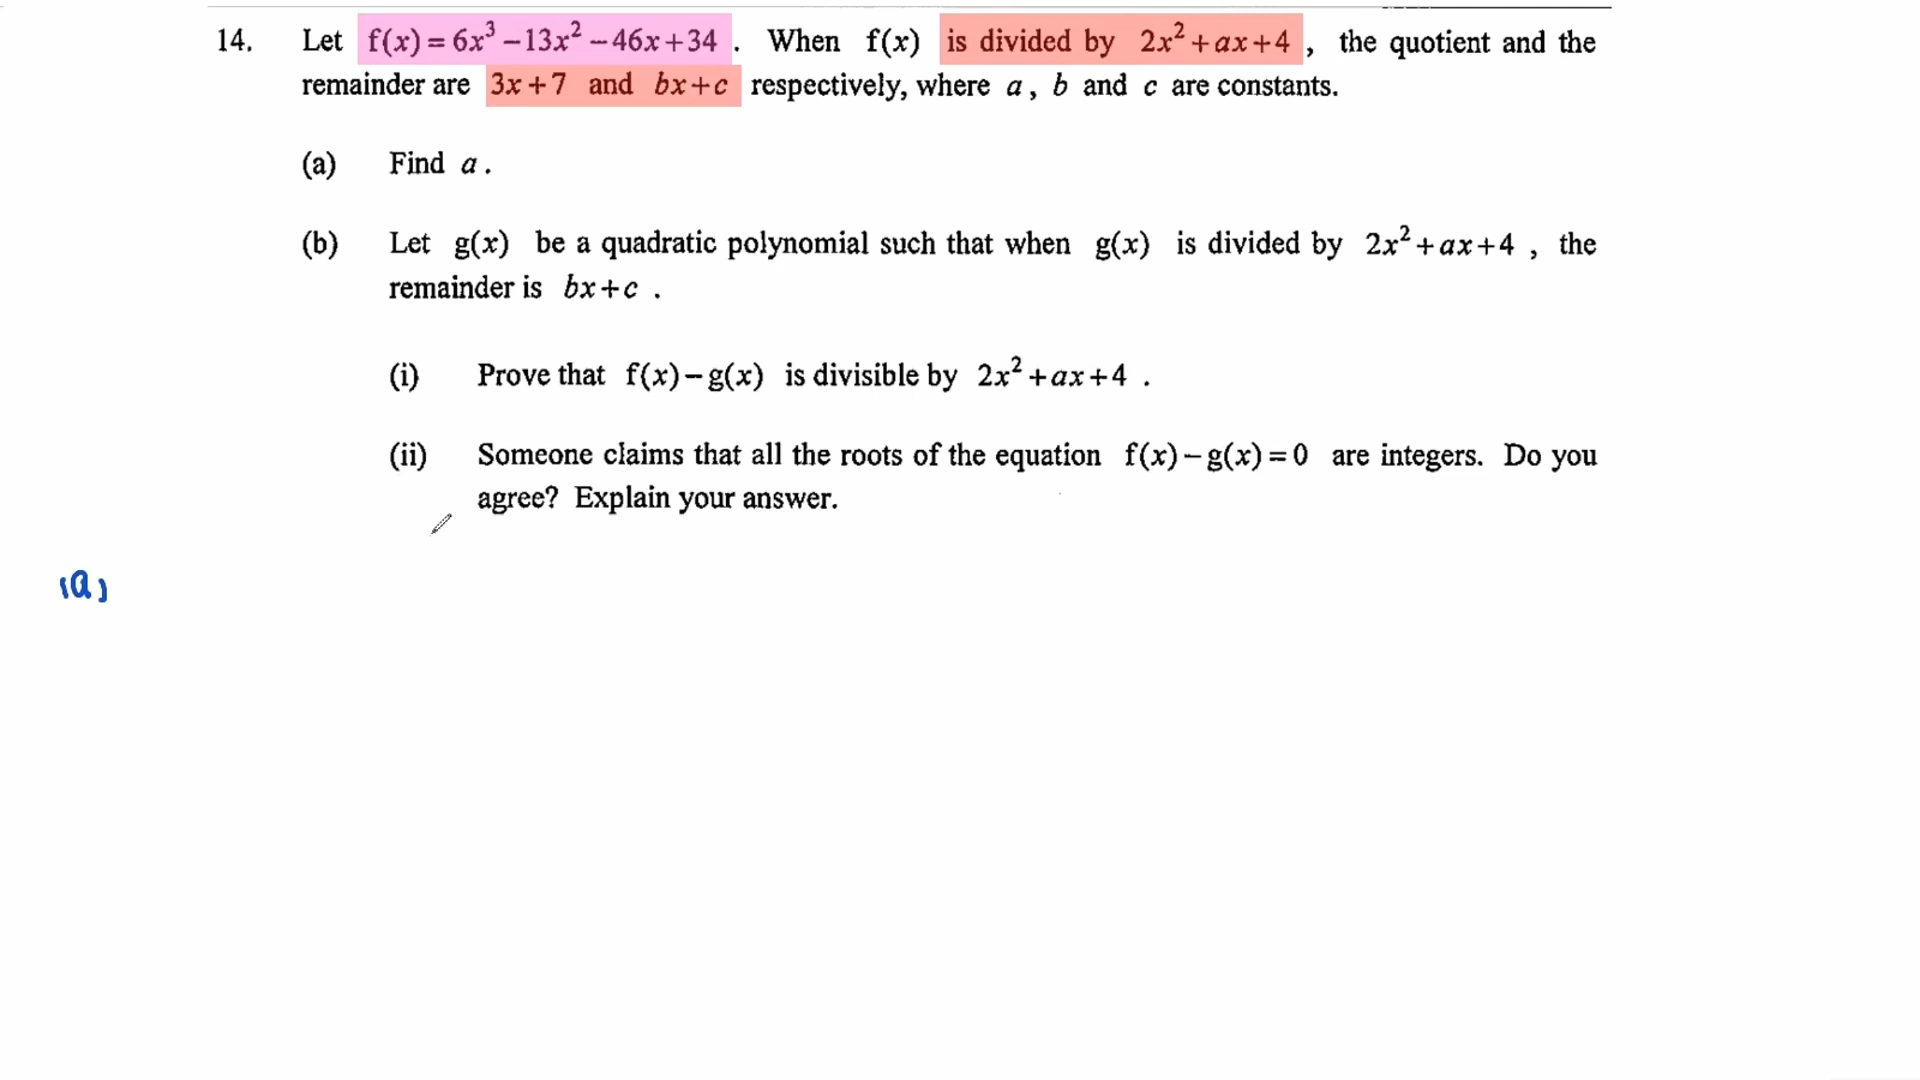 14. Let f(x) = 6x³ − 13x² − 46x + 34 . When f(x) is divided by 2x² + ax + 4 , the quotient and the
remainder are 3x + 7 and bx + c respectively, where a , b and c are constants.
(a) Find a .
(b) Let g(x) be a quadratic polynomial such that when g(x) is divided by 2x² + ax + 4 , the
remainder is bx + c .
(i) Prove that f(x) − g(x) is divisible by 2x² + ax + 4 .
(ii) Someone claims that all the roots of the equation f(x) − g(x) = 0 are integers. Do you
agree? Explain your answer.
(a)